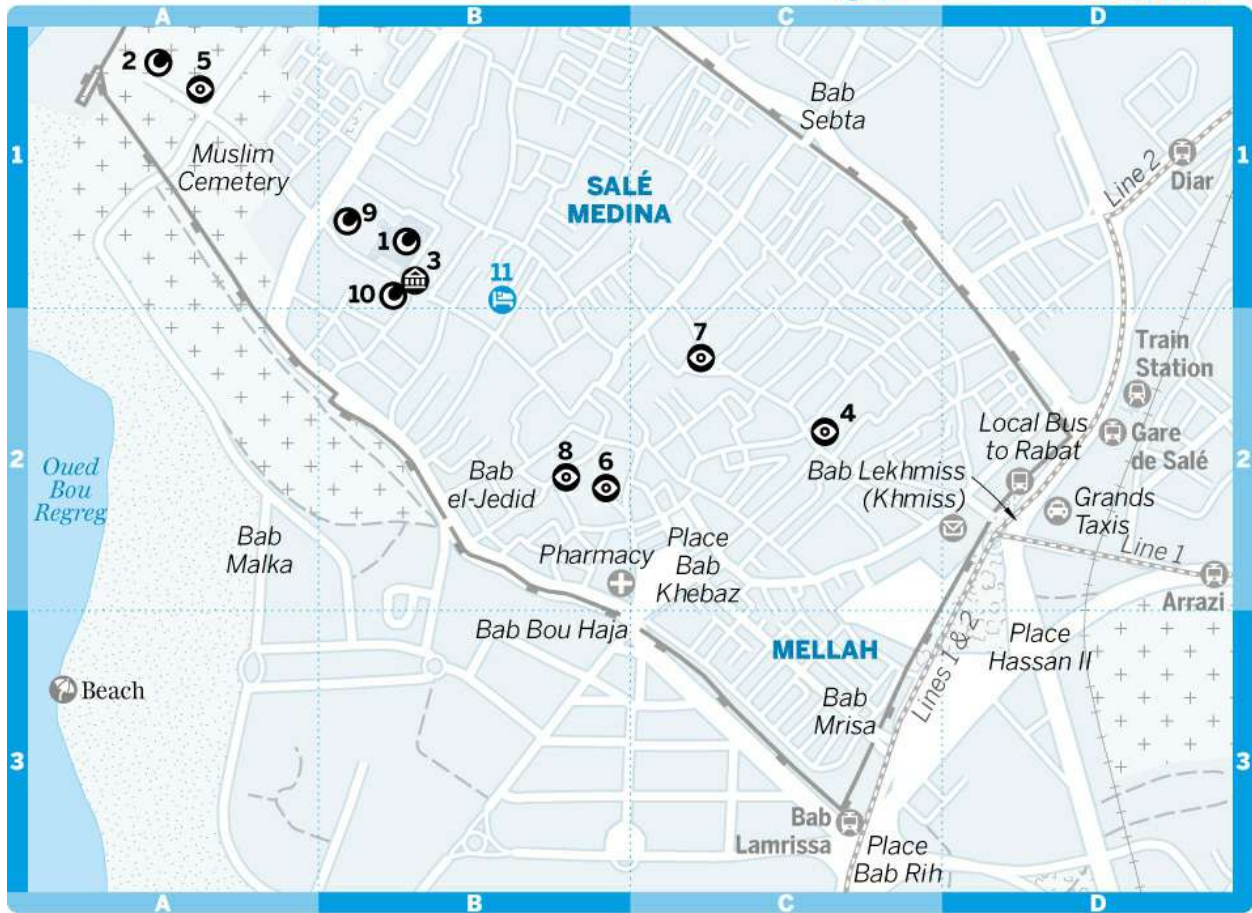 A
B
C
D
2
5
Bab
Sebta
1
1
Muslim
Cemetery
SALÉ
MEDINA
Line 2
Diar
9
1
3
10
11
7
Train
Station
4
Local Bus
to Rabat
Gare
de Salé
2
2
Oued
Bou
Regreg
8
6
Bab
el-Jedid
Bab Lekhmiss
(Khmiss)
Grands
Taxis
Bab
Malka
Pharmacy
Place
Bab
Khebaz
Line 1
Arrazi
Bab Bou Haja
MELLAH
Place
Hassan II
Lines 1 & 2
Beach
Bab
Mrisa
3
3
Bab
Lamrissa
Place
Bab Rih
A
B
C
D